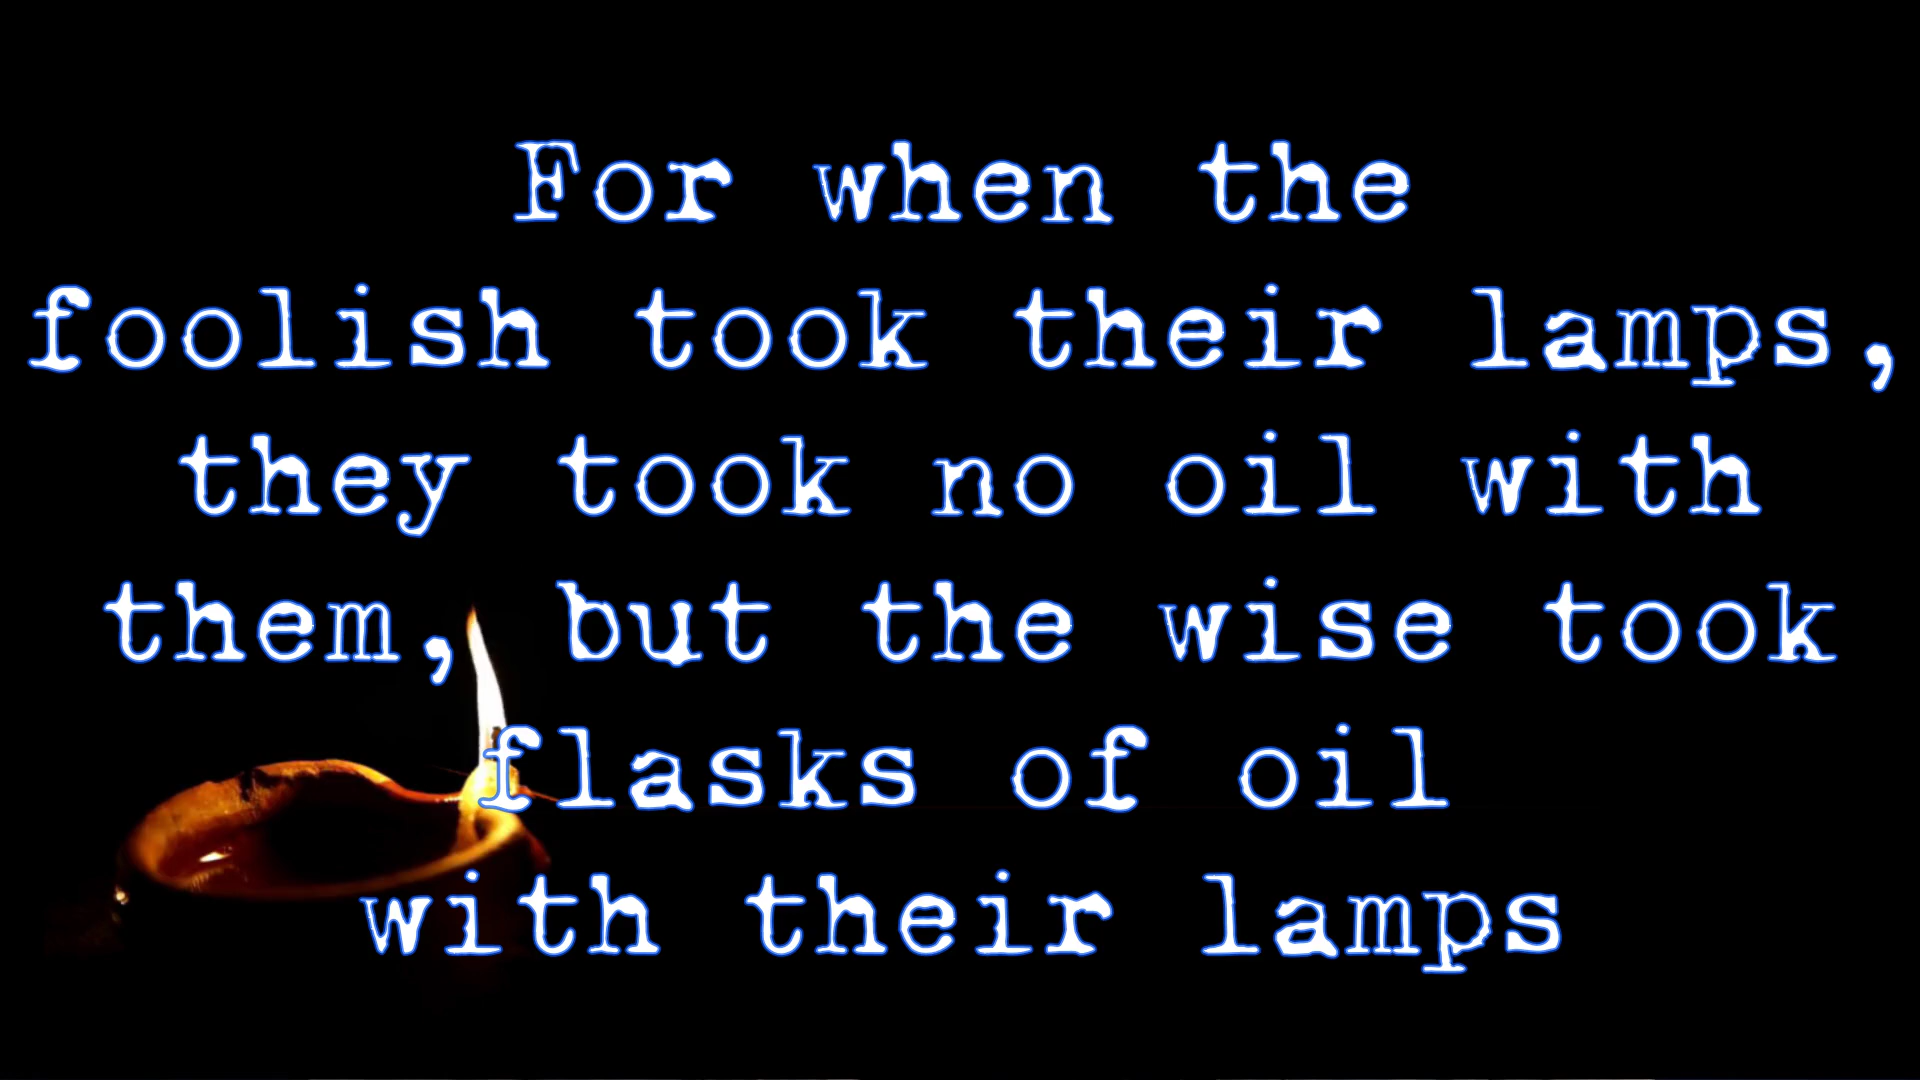 For when the
foolish took their lamps,
they took no oil with
them, but the wise took
flasks of oil
with their lamps